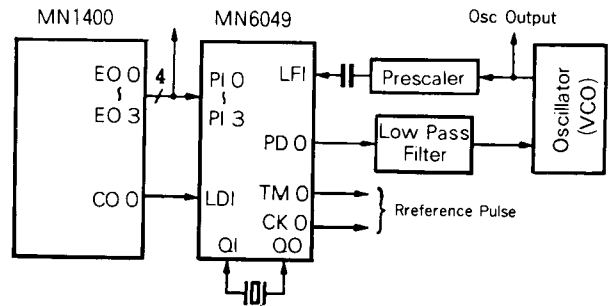 MN1400
MN6049
Osc Output
EO 0
≀
EO 3
4
PI 0
≀
PI 3
LFI
Prescaler
Oscillator
(VCO)
PD 0
Low Pass
Filter
CO 0
LDI
TM 0
CK 0
Rreference Pulse
QI
QO